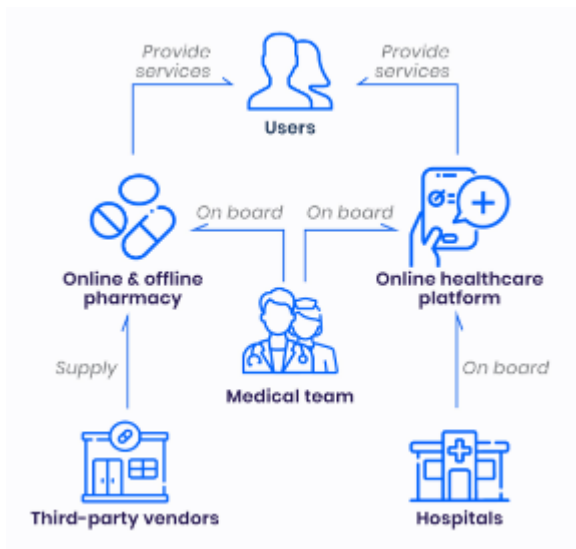 Provide
services
Provide
services
Users
On board
On board
Online & offline
pharmacy
Online healthcare
platform
Supply
On board
Medical team
Third-party vendors
Hospitals